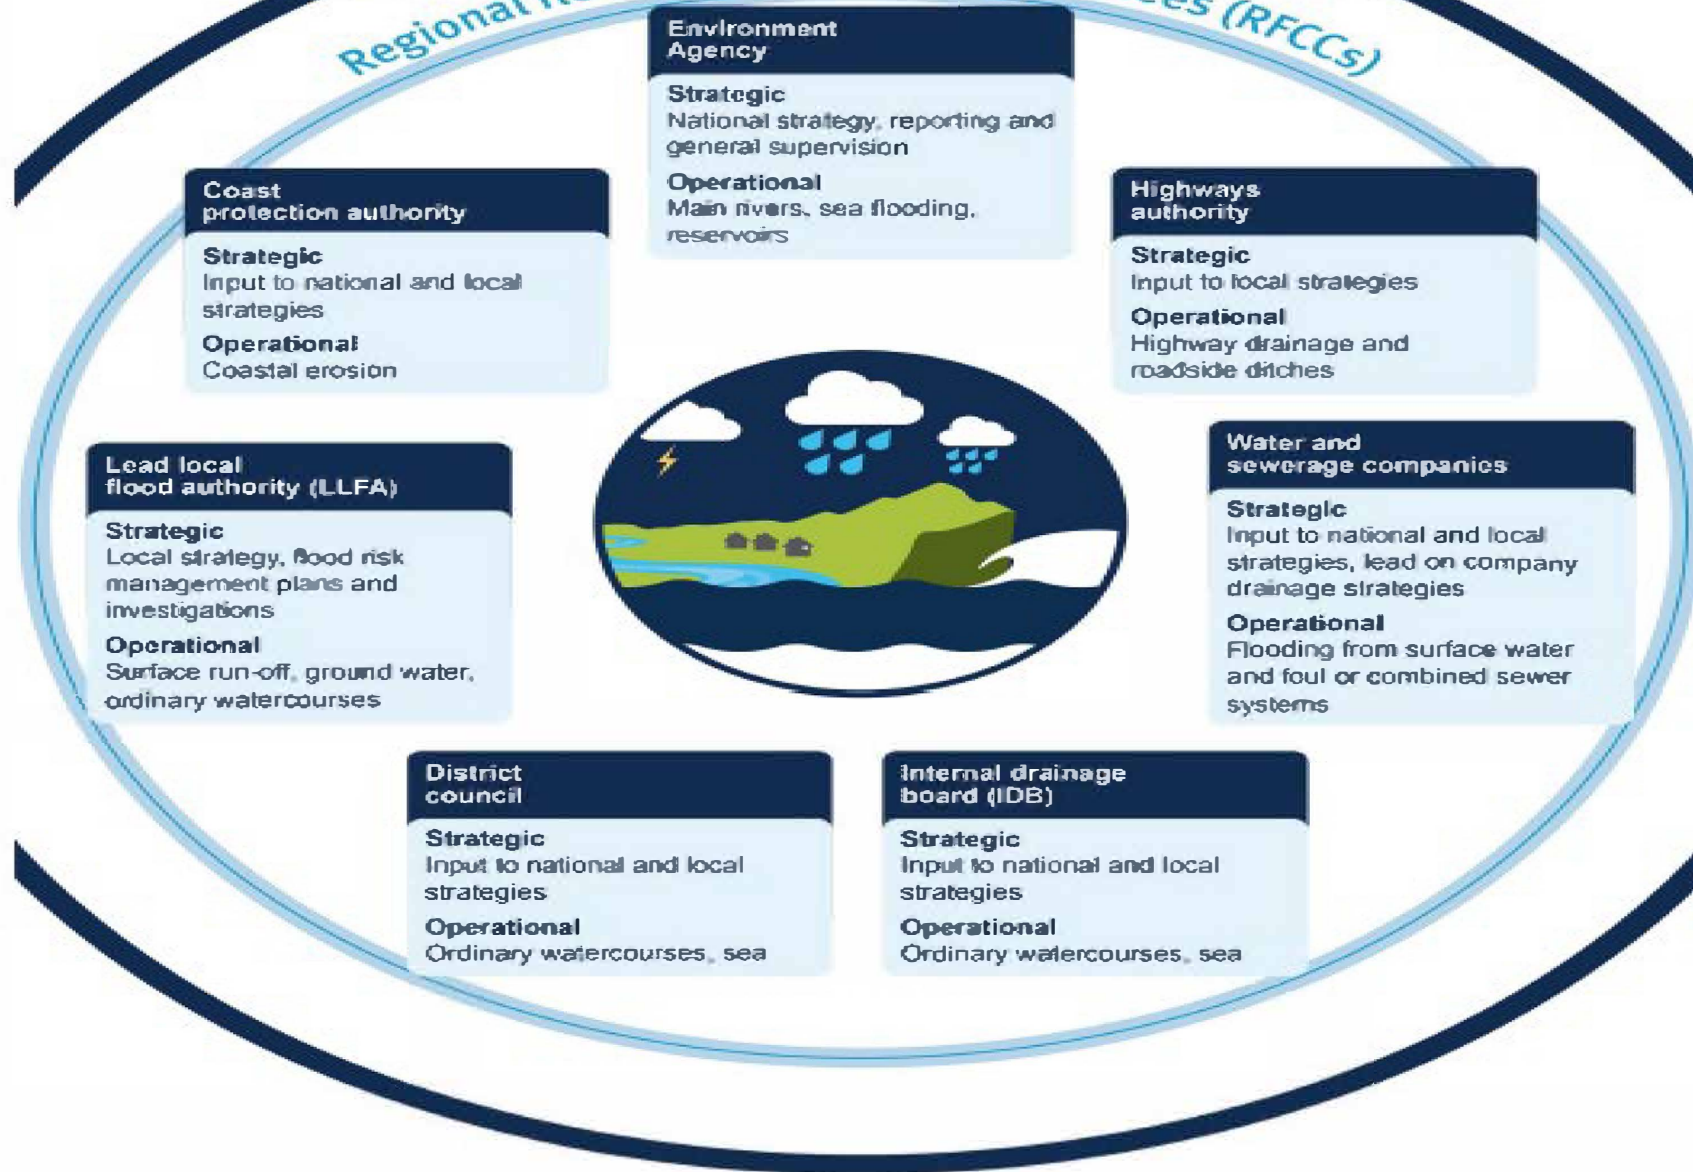 Regional
(RFCCs)
Environment
Agency
Strategic
National strategy, reporting and
general supervision
Operational
Main rivers, sea flooding,
reservoirs
Coast
protection authority
Strategic
Input to national and local
strategies
Operational
Coastal erosion
Highways
authority
Strategic
Input to local strategies
Operational
Highway drainage and
roadside ditches
Lead local
flood authority (LLFA)
Strategic
Local strategy, flood risk
management plans and
investigations
Operational
Surface run-off, ground water,
ordinary watercourses
Water and
sewerage companies
Strategic
Input to national and local
strategies, lead on company
drainage strategies
Operational
Flooding from surface water
and foul or combined sewer
systems
District
council
Strategic
Input to national and local
strategies
Operational
Ordinary watercourses, sea
Internal drainage
board (IDB)
Strategic
Input to national and local
strategies
Operational
Ordinary watercourses, sea